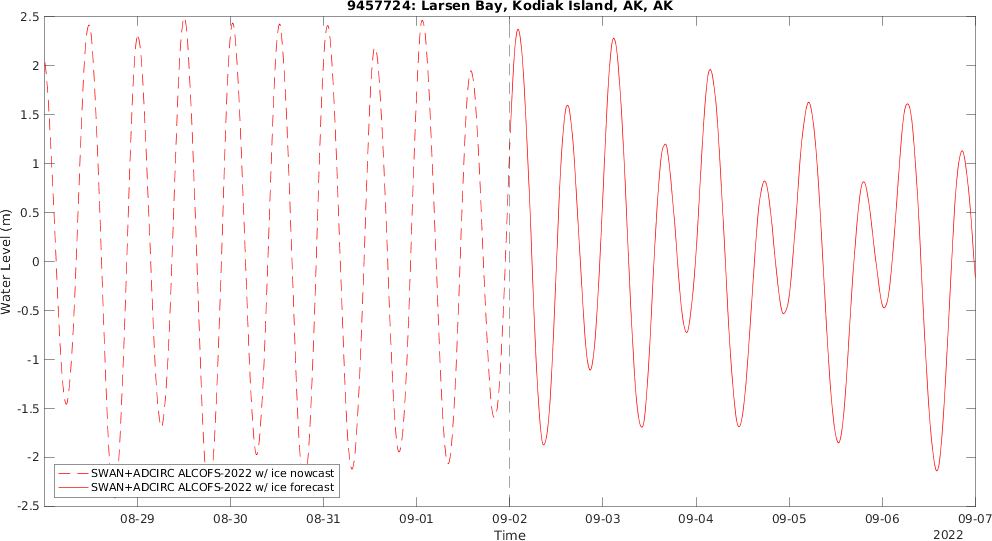 9457724: Larsen Bay, Kodiak Island, AK, AK
2.5
2
1.5
1
0.5
0
-0.5
-1
-1.5
-2
-2.5
Water Level (m)
SWAN+ADCIRC ALCOFS-2022 w/ ice nowcast
SWAN+ADCIRC ALCOFS-2022 w/ ice forecast
08-29 08-30 08-31 09-01 09-02 09-03 09-04 09-05 09-06 09-07
Time
2022